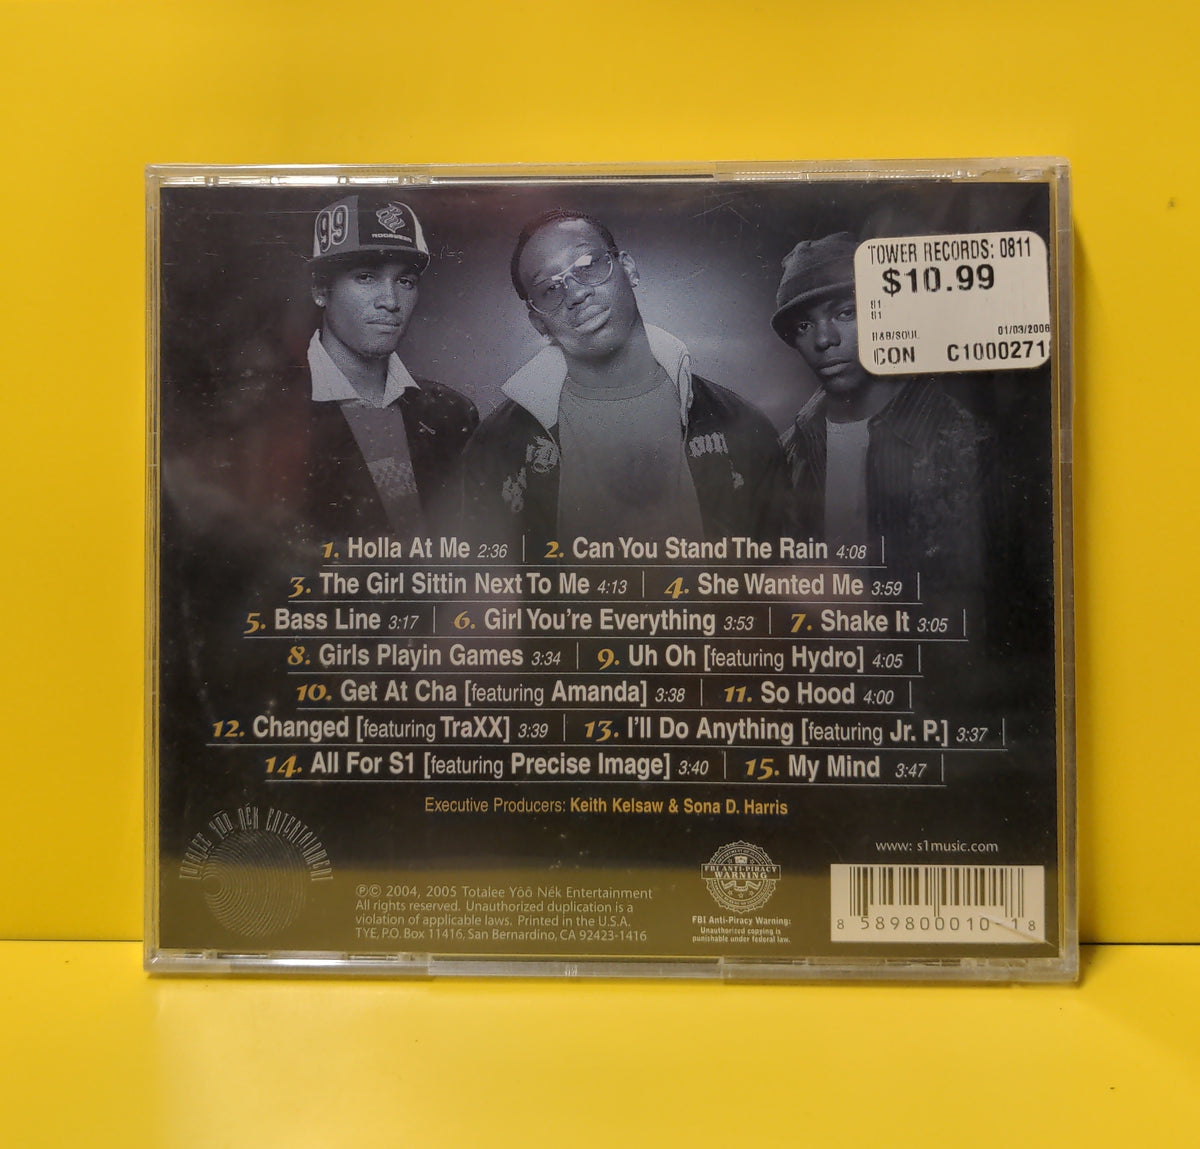 99
ROCAWEAR
TOWER RECORDS: 0811
$10.99
S1
S1
R&B/SOUL 01/03/2006
CON C1000271
1. Holla At Me 2:36 | 2. Can You Stand The Rain 4:08 |
3. The Girl Sittin Next To Me 4:13 | 4. She Wanted Me 3:59 |
5. Bass Line 3:17 | 6. Girl You're Everything 3:53 | 7. Shake It 3:05 |
8. Girls Playin Games 3:34 | 9. Uh Oh [featuring Hydro] 4:05 |
10. Get At Cha [featuring Amanda] 3:38 | 11. So Hood 4:00 |
12. Changed [featuring TraXX] 3:39 | 13. I'll Do Anything [featuring Jr. P.] 3:37 |
14. All For S1 [featuring Precise Image] 3:40 | 15. My Mind 3:47 |
Executive Producers: Keith Kelsaw & Sona D. Harris
TOTALEE YÔÔ NÉK ENTERTAINMENT
℗© 2004, 2005 Totalee Yôô Nék Entertainment
All rights reserved. Unauthorized duplication is a
violation of applicable laws. Printed in the U.S.A.
TYE, P.O. Box 11416, San Bernardino, CA 92423-1416
FBI ANTI-PIRACY
WARNING
FBI Anti-Piracy Warning:
Unauthorized copying is
punishable under federal law.
www: s1music.com
8 58980 0010 1 8